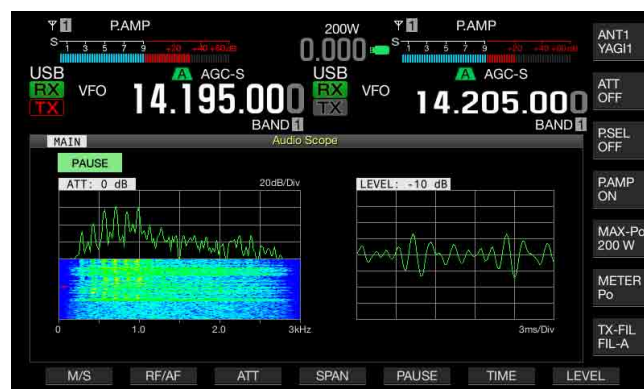 1 P.AMP 200W 1 P.AMP
S 1 3 5 7 9 +20 +40 +60dB 0.000 S 1 3 5 7 9 +20 +40 +60dB
USB A AGC-S USB A AGC-S
RX VFO 14.195.000 RX VFO 14.205.000
TX TX
BAND 1 BAND 1
MAIN Audio Scope
PAUSE
ATT: 0 dB 20dB/Div LEVEL: -10 dB
0 1.0 2.0 3kHz 3ms/Div
M/S RF/AF ATT SPAN PAUSE TIME LEVEL
ANT1
YAGI1
ATT
OFF
P.SEL
OFF
P.AMP
ON
MAX-Po
200 W
METER
Po
TX-FIL
FIL-A